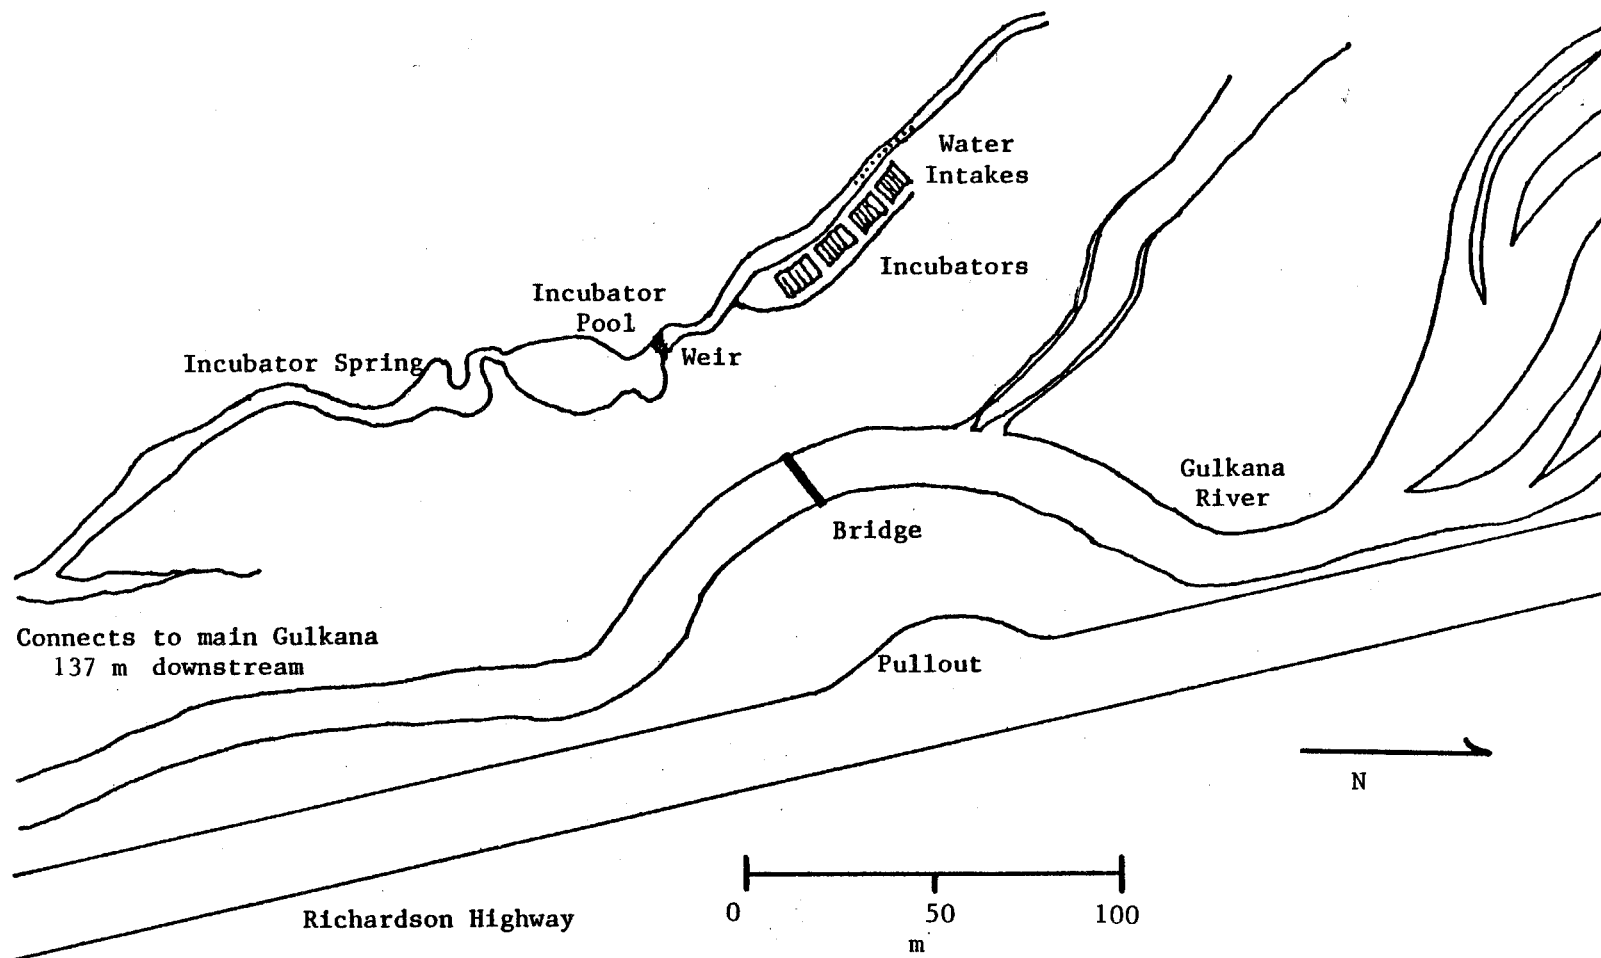 Water
Intakes
Incubators
Incubator
Pool
Incubator Spring
Weir
Gulkana
River
Bridge
Connects to main Gulkana
137 m downstream
Pullout
N
0 50 100
m
Richardson Highway